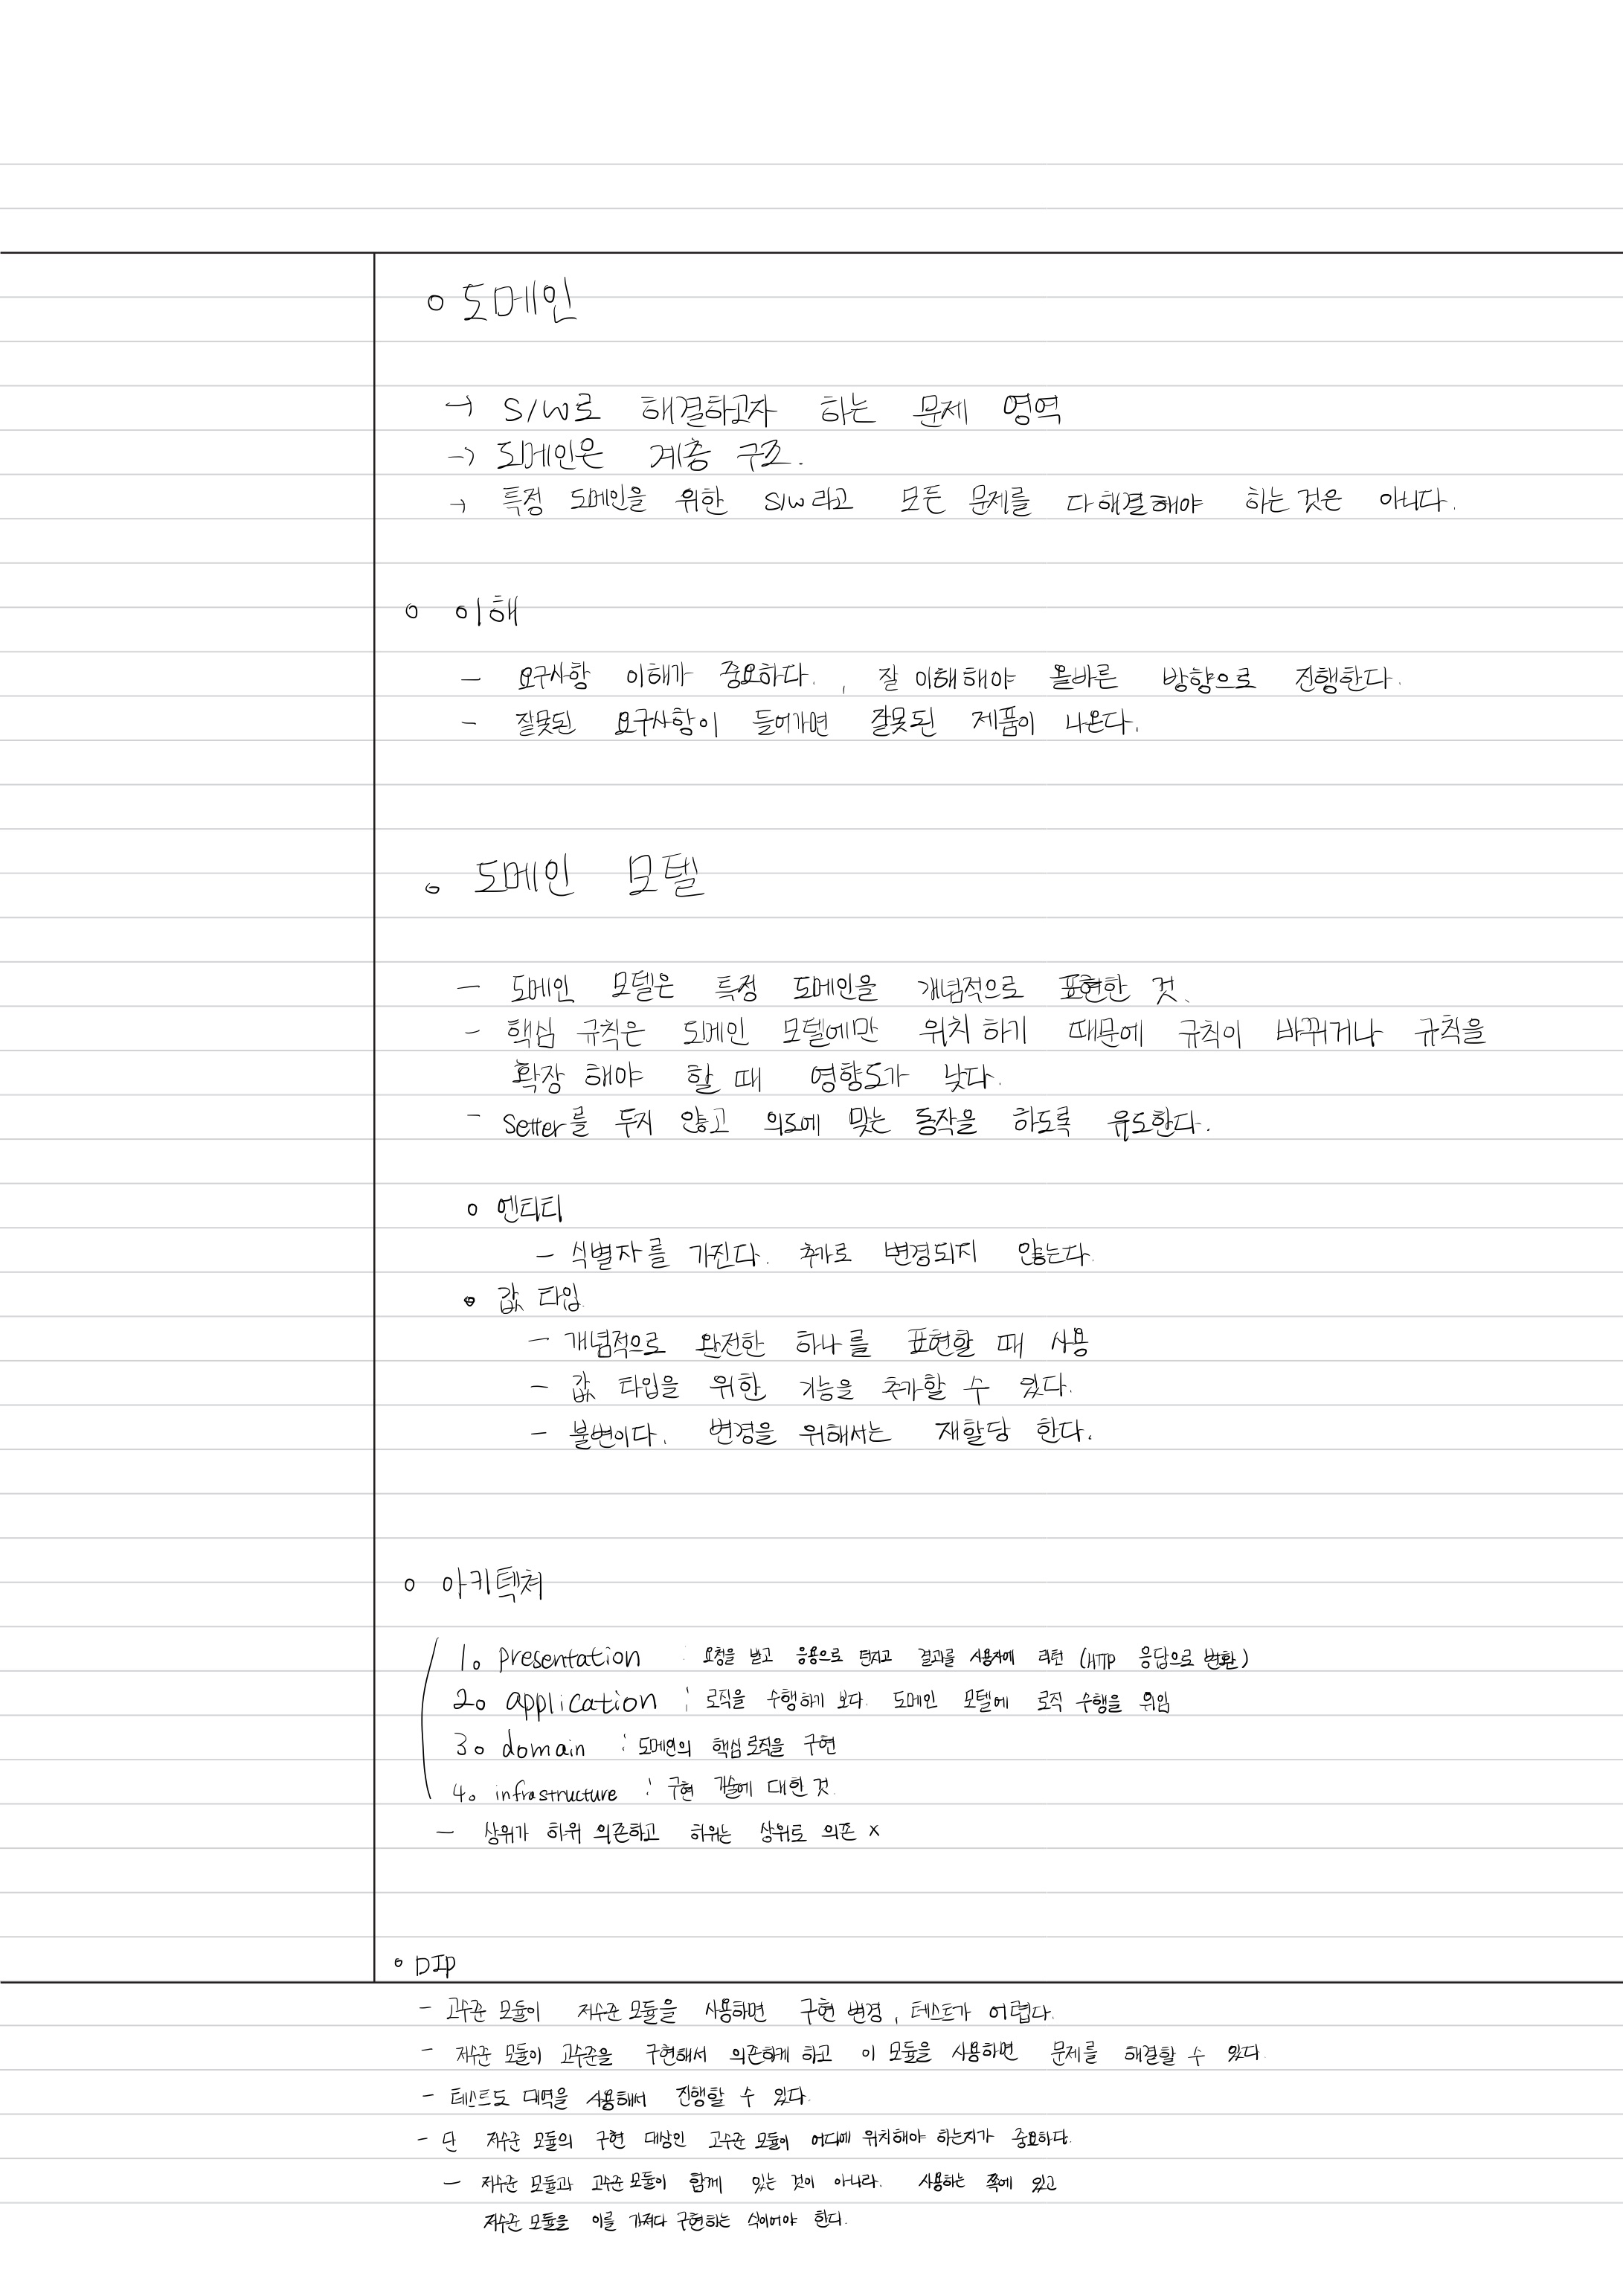 o 도메인
→ S/W로 해결하고자 하는 문제 영역
→ 도메인은 계층 구조.
→ 특정 도메인을 위한 S/W라고 모든 문제를 다 해결해야 하는 것은 아니다.
o 이해
- 요구사항 이해가 중요하다. , 잘 이해해야 올바른 방향으로 진행한다.
- 잘못된 요구사항이 들어가면 잘못된 제품이 나온다.
o 도메인 모델
- 도메인 모델은 특정 도메인을 개념적으로 표현한 것.
- 핵심 규칙은 도메인 모델에만 위치하기 때문에 규칙이 바뀌거나 규칙을
확장 해야 할 때 영향도가 낮다.
- Setter를 두지 않고 의도에 맞는 동작을 하도록 유도한다.
o 엔티티
- 식별자를 가진다. 추가로 변경되지 않는다.
o 값 타입
- 개념적으로 완전한 하나를 표현할 때 사용
- 값 타입을 위한 기능을 추가할 수 있다.
- 불변이다. 변경을 위해서는 재할당 한다.
o 아키텍쳐
1. presentation : 요청을 받고 응용으로 던지고 결과를 사용자에 리턴 (HTTP 응답으로 변환)
2. application : 로직을 수행하기 보다. 도메인 모델에 로직 수행을 위임
3. domain : 도메인의 핵심 로직을 구현
4. infrastructure : 구현 기술에 대한 것.
- 상위가 하위 의존하고 하위는 상위로 의존 x
o DIP
- 고수준 모듈이 저수준 모듈을 사용하면 구현 변경, 테스트가 어렵다.
- 저수준 모듈이 고수준을 구현해서 의존하게 하고 이 모듈을 사용하면 문제를 해결할 수 있다.
- 테스트도 대역을 사용해서 진행할 수 있다.
- 단 저수준 모듈의 구현 대상인 고수준 모듈이 어디에 위치해야 하는지가 중요하다.
- 저수준 모듈과 고수준 모듈이 함께 있는 것이 아니라. 사용하는 쪽에 있고
저수준 모듈을 이를 가져다 구현하는 식이어야 한다.